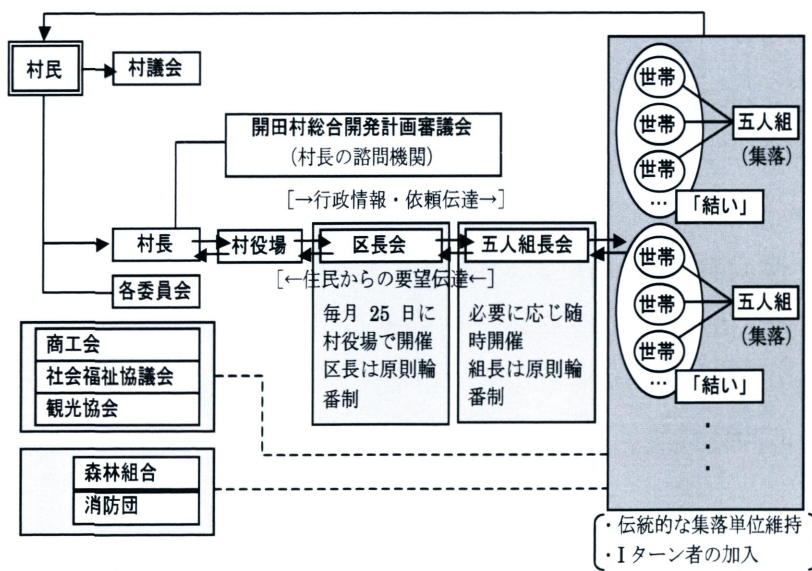 村民
村議会
開田村総合開発計画審議会
(村長の諮問機関)
[→行政情報・依頼伝達→]
村長
村役場
区長会
五人組長会
[←住民からの要望伝達←]
各委員会
毎月 25 日に
村役場で開催
区長は原則輪
番制
必要に応じ随
時開催
組長は原則輪
番制
商工会
社会福祉協議会
観光協会
森林組合
消防団
世帯
世帯
世帯
…
五人組
(集落)
「結い」
世帯
世帯
世帯
…
五人組
(集落)
「結い」
・
・
・
・伝統的な集落単位維持
・Iターン者の加入